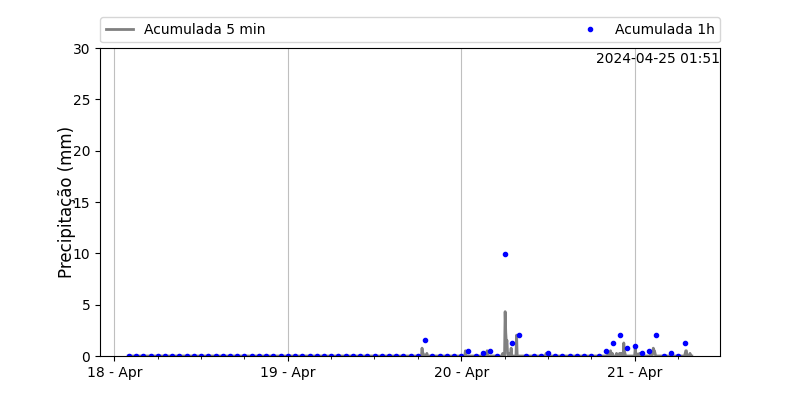 Acumulada 5 min
Acumulada 1h
2024-04-25 01:51
Precipitação (mm)
30
25
20
15
10
5
0
18 - Apr
19 - Apr
20 - Apr
21 - Apr